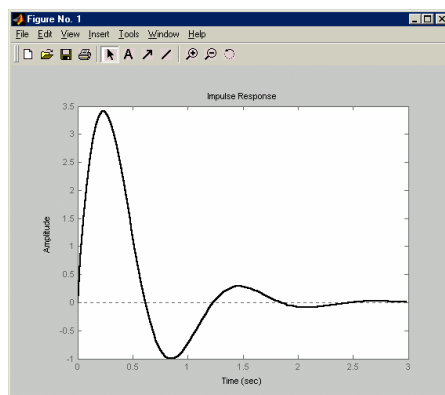 Figure No. 1
File Edit View Insert Tools Window Help
A
Impulse Response
3.5
3
2.5
2
1.5
1
0.5
0
-0.5
-1
Amplitude
0 0.5 1 1.5 2 2.5 3
Time (sec)